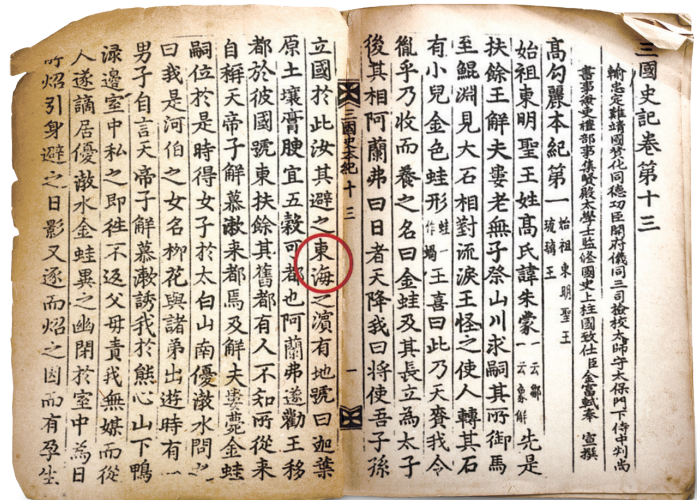 三國史記卷第十三
輸忠定難靖國贊化同德功臣開府儀同三司檢校太師守太保門下侍中判尚
書事兼吏禮部事集賢殿大學士監修國史上柱國致仕臣金富軾奉 宣撰
高句麗本紀第一 始祖東明聖王 琉璃王
始祖東明聖王姓高氏諱朱蒙 一云鄒 一云象解 先是
扶餘王解夫婁老無子祭山川求嗣其所御馬
至鯤淵見大石相對流淚王怪之使人轉其石
有小兒金色蛙形 蛙一作蝸 王喜曰此乃天賚我令
胤乎乃收而養之名曰金蛙及其長立為太子
後其相阿蘭弗曰日者天降我曰將使吾子孫
三國史本紀十三 一
立國於此汝其避之東海之濱有地號曰迦葉
原土壤膏腴宜五穀可都也阿蘭弗遂勸王移
都於彼國號東扶餘其舊都有人不知所從來
自稱天帝子解慕漱來都焉及解夫婁薨金蛙
嗣位於是時得女子於太白山南優渤水問之
曰我是河伯之女名柳花與諸弟出遊時有一
男子自言天帝子解慕漱誘我於熊心山下鴨
淥邊室中私之即往不返父母責我無媒而從
人遂謫居優渤水金蛙異之幽閉於室中為日
所炤引身避之日影又逐而炤之因而有孕生